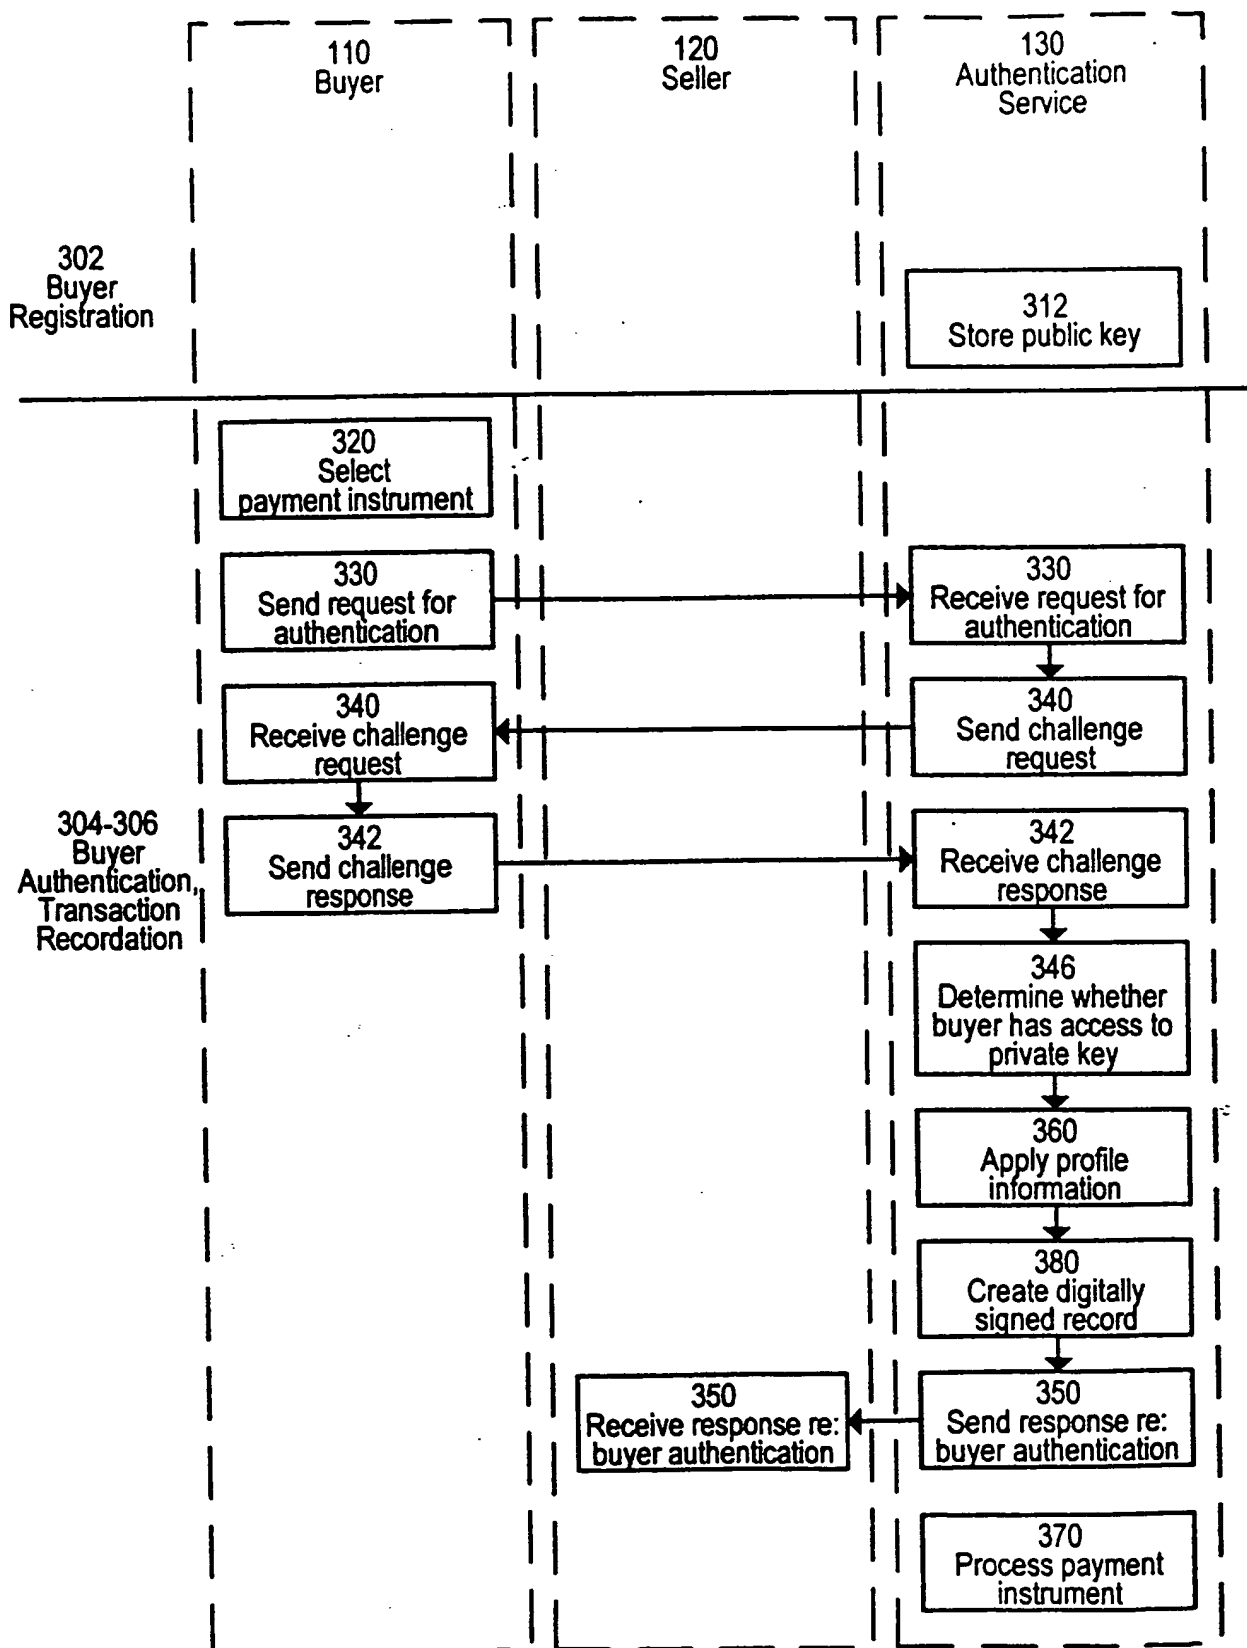 110
Buyer
120
Seller
130
Authentication
Service
302
Buyer
Registration
312
Store public key
320
Select
payment instrument
330
Send request for
authentication
330
Receive request for
authentication
340
Receive challenge
request
340
Send challenge
request
304-306
Buyer
Authentication,
Transaction
Recordation
342
Send challenge
response
342
Receive challenge
response
346
Determine whether
buyer has access to
private key
360
Apply profile
information
380
Create digitally
signed record
350
Receive response re:
buyer authentication
350
Send response re:
buyer authentication
370
Process payment
instrument